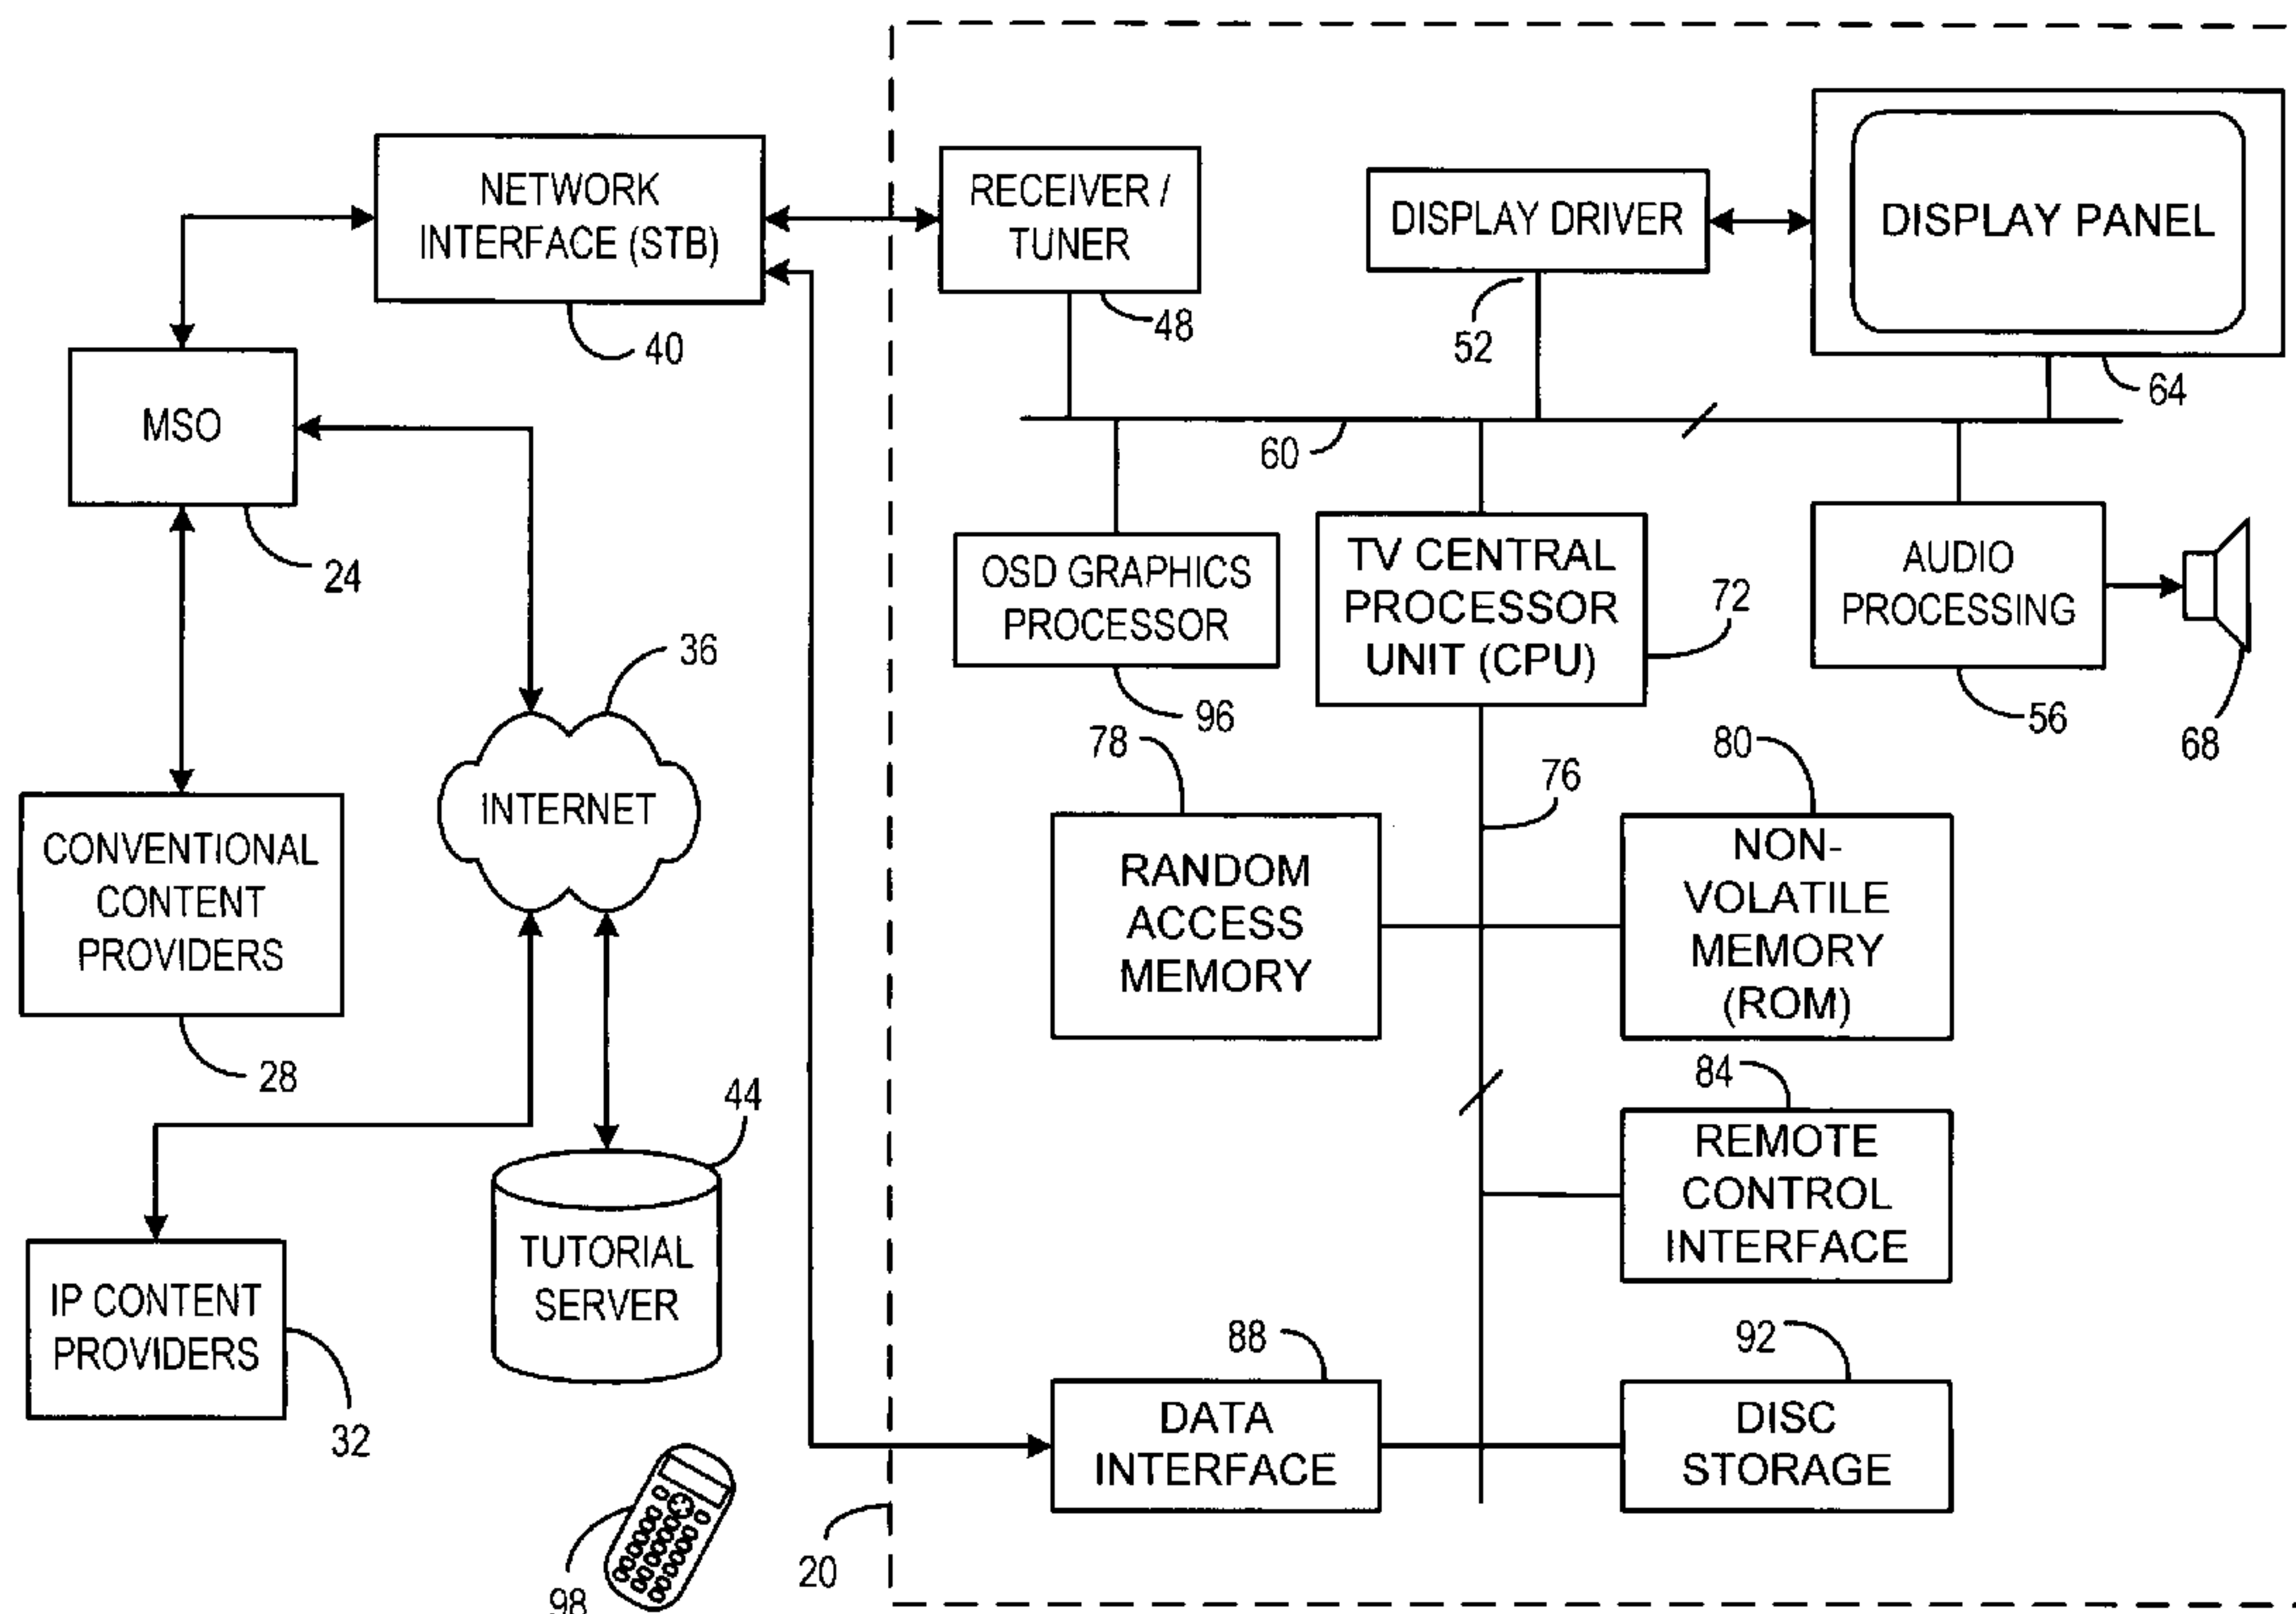 NETWORK
INTERFACE (STB)
40
RECEIVER /
TUNER
48
DISPLAY DRIVER
52
DISPLAY PANEL
64
MSO
24
60
36
INTERNET
OSD GRAPHICS
PROCESSOR
96
TV CENTRAL
PROCESSOR
UNIT (CPU)
72
AUDIO
PROCESSING
56
68
CONVENTIONAL
CONTENT
PROVIDERS
28
78
RANDOM
ACCESS
MEMORY
76
80
NON-
VOLATILE
MEMORY
(ROM)
84
REMOTE
CONTROL
INTERFACE
44
TUTORIAL
SERVER
IP CONTENT
PROVIDERS
32
88
DATA
INTERFACE
92
DISC
STORAGE
20
98